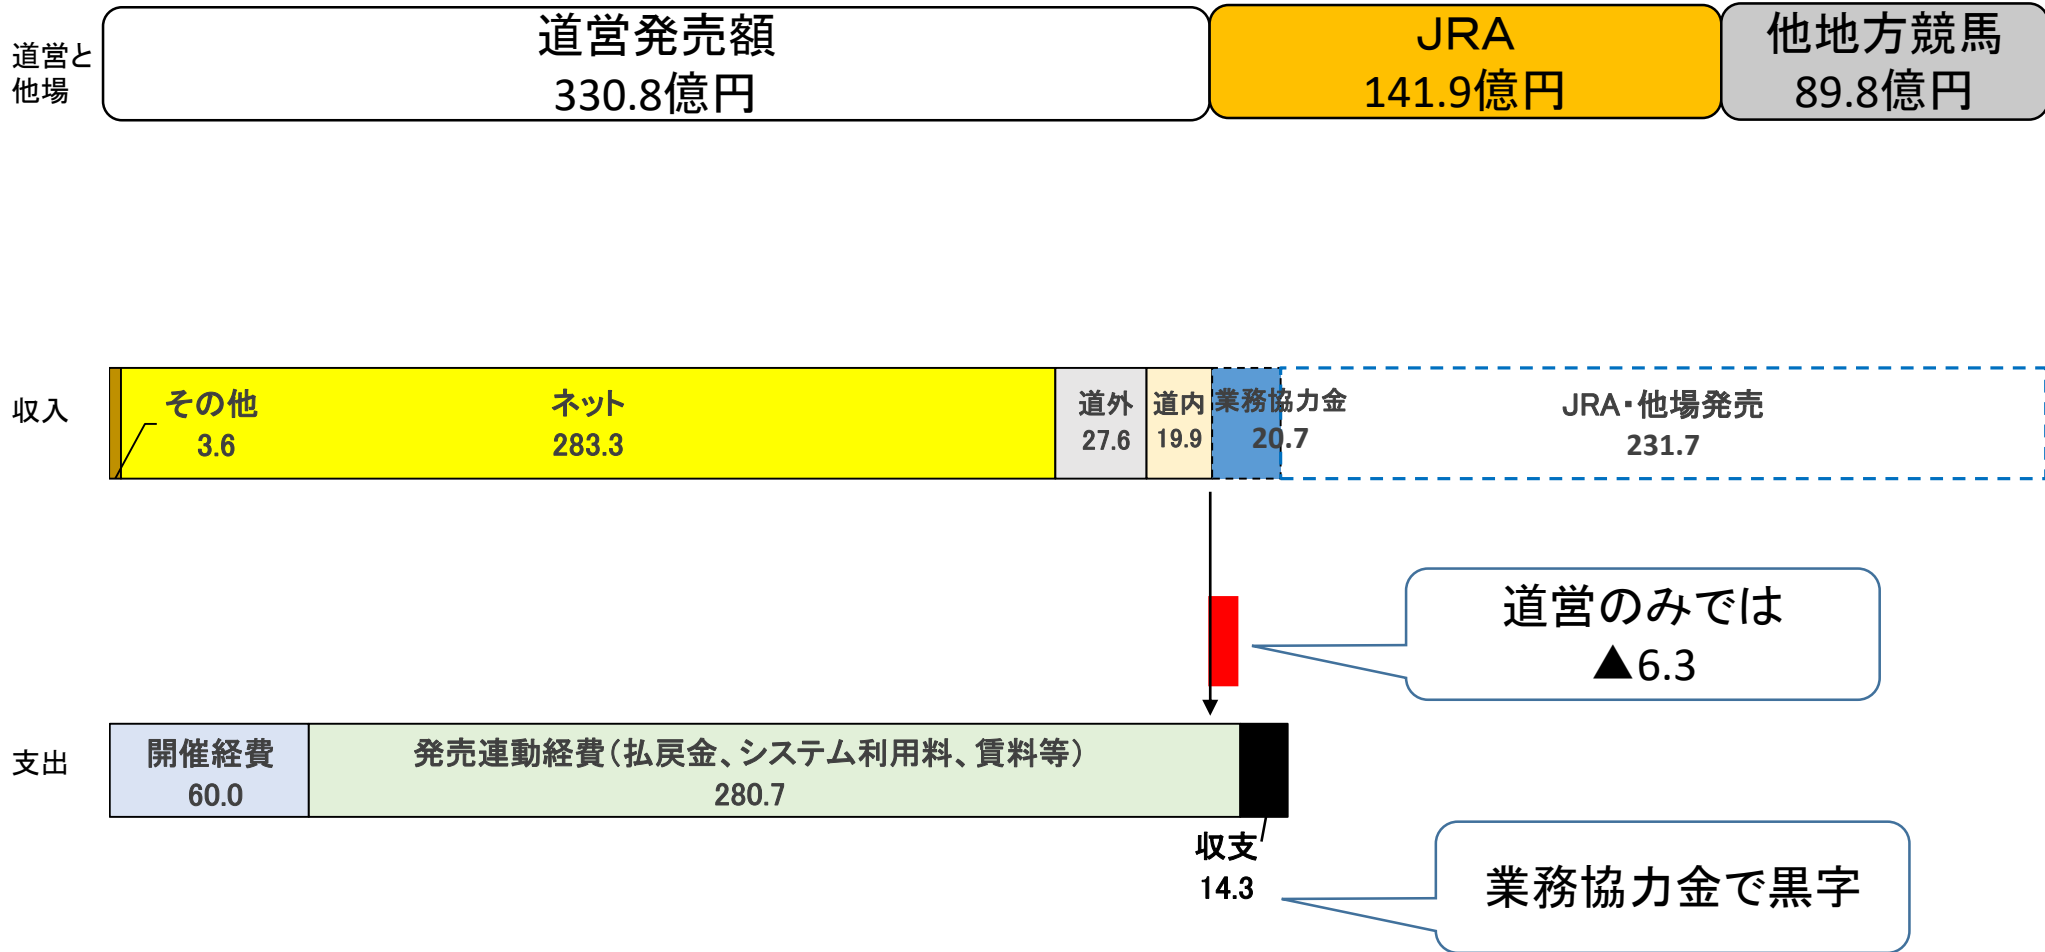 道営と
他場
道営発売額
330.8億円
JRA
141.9億円
他地方競馬
89.8億円
収入
その他
3.6
ネット
283.3
道外
27.6
道内
19.9
業務協力金
20.7
JRA・他場発売
231.7
道営のみでは
▲6.3
支出
開催経費
60.0
発売連動経費(払戻金、システム利用料、賃料等)
280.7
収支
14.3
業務協力金で黒字